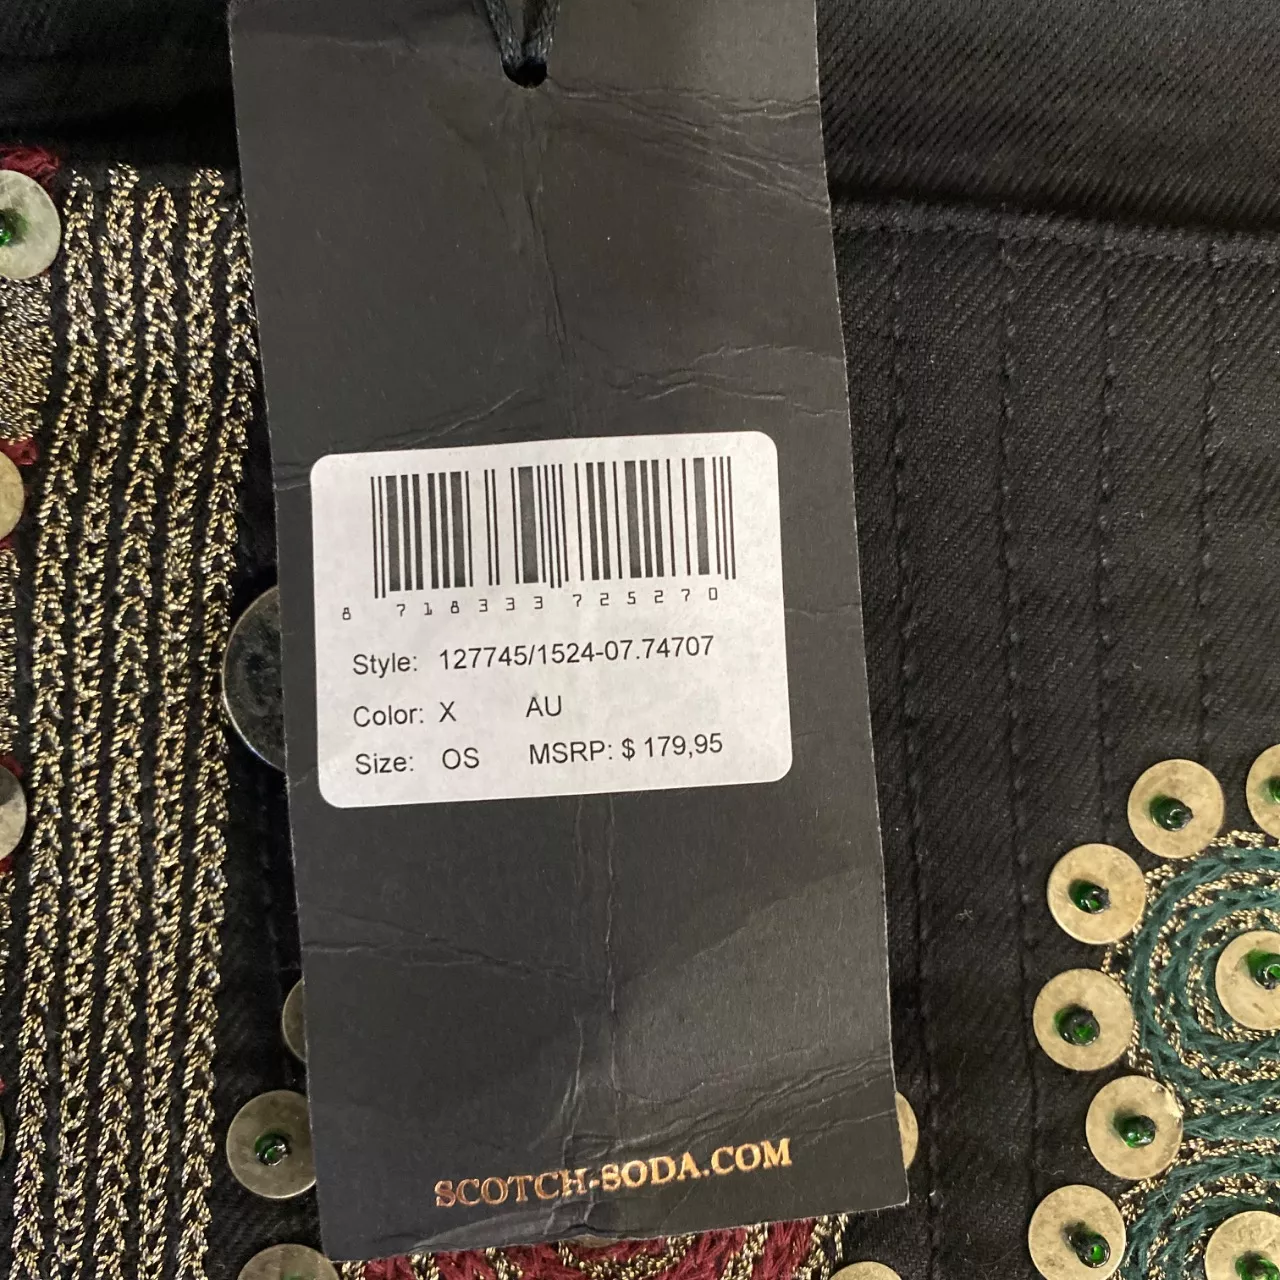 8 718333 725270
Style: 127745/1524-07.74707
Color: X AU
Size: OS MSRP: $ 179,95
SCOTCH-SODA.COM